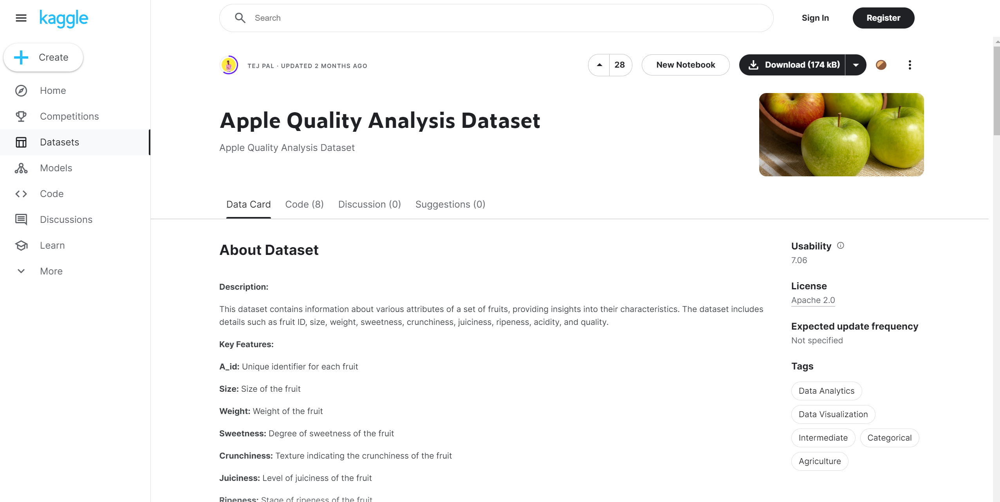 kaggle
Search
Sign In
Register
Create
Home
Competitions
Datasets
Models
Code
Discussions
Learn
More
TEJ PAL · UPDATED 2 MONTHS AGO
28
New Notebook
Download (174 kB)
Apple Quality Analysis Dataset
Apple Quality Analysis Dataset
Data Card
Code (8)
Discussion (0)
Suggestions (0)
About Dataset
Description:
This dataset contains information about various attributes of a set of fruits, providing insights into their characteristics. The dataset includes
details such as fruit ID, size, weight, sweetness, crunchiness, juiciness, ripeness, acidity, and quality.
Key Features:
A_id: Unique identifier for each fruit
Size: Size of the fruit
Weight: Weight of the fruit
Sweetness: Degree of sweetness of the fruit
Crunchiness: Texture indicating the crunchiness of the fruit
Juiciness: Level of juiciness of the fruit
Ripeness: Stage of ripeness of the fruit
Usability
7.06
License
Apache 2.0
Expected update frequency
Not specified
Tags
Data Analytics
Data Visualization
Intermediate
Categorical
Agriculture